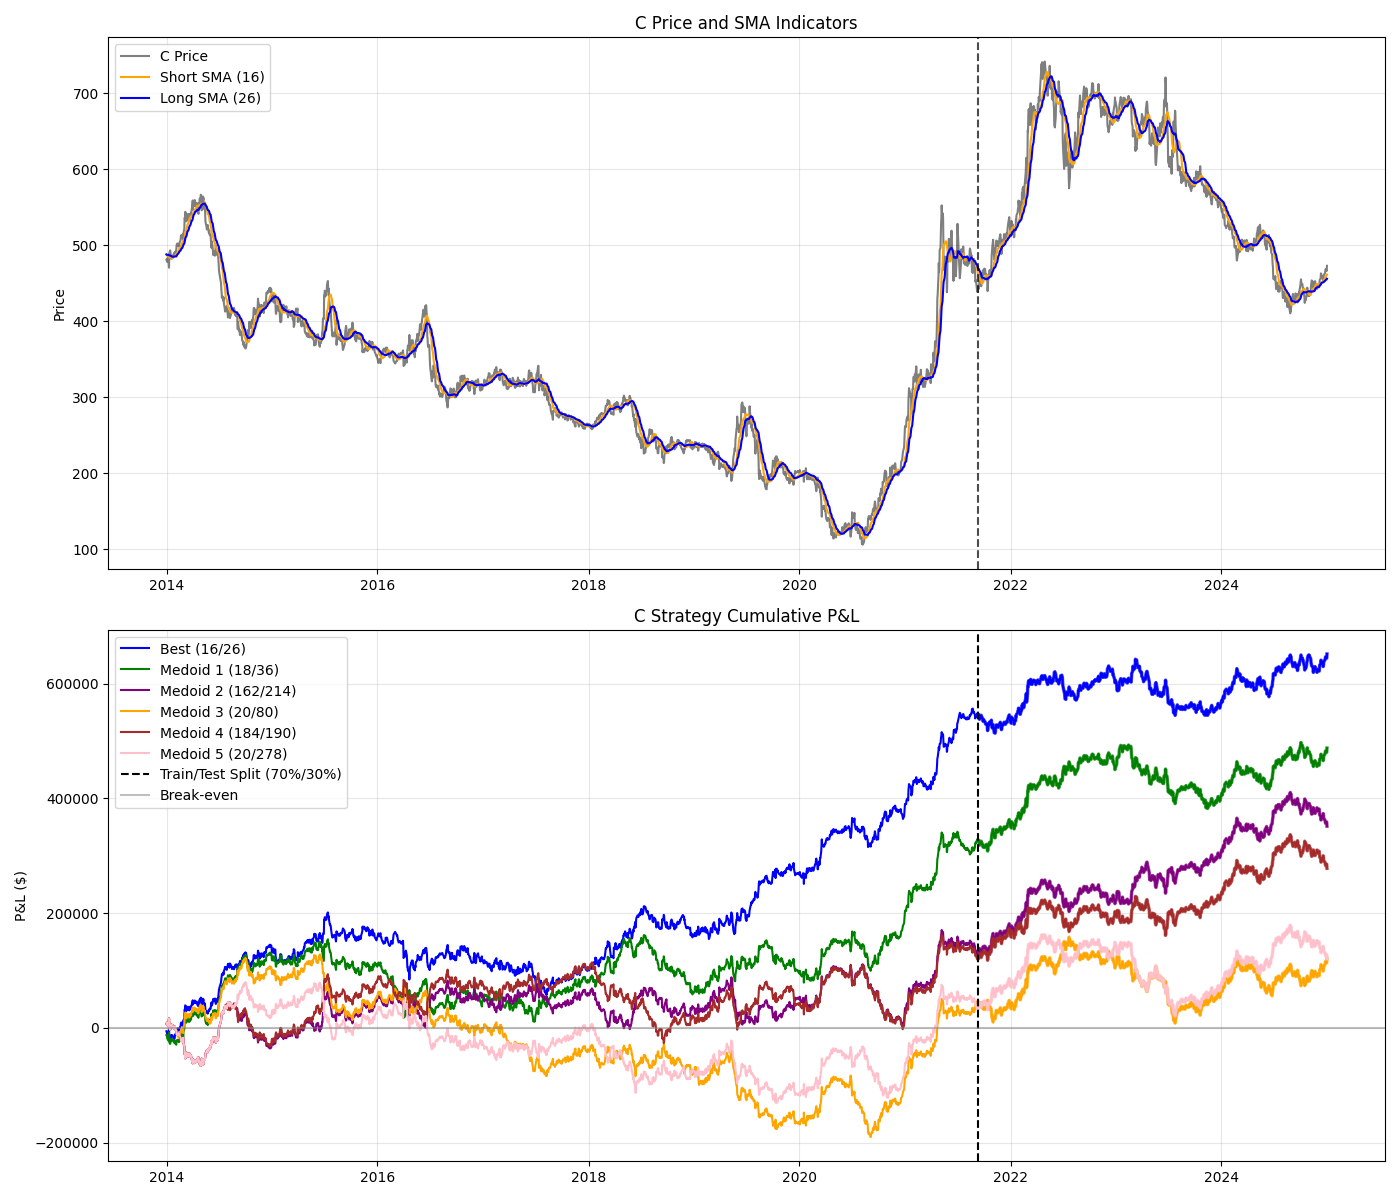 C Price and SMA Indicators
C Price
Short SMA (16)
Long SMA (26)
Price
700
600
500
400
300
200
100
2014
2016
2018
2020
2022
2024
C Strategy Cumulative P&L
Best (16/26)
Medoid 1 (18/36)
Medoid 2 (162/214)
Medoid 3 (20/80)
Medoid 4 (184/190)
Medoid 5 (20/278)
Train/Test Split (70%/30%)
Break-even
P&L ($)
600000
400000
200000
0
−200000
2014
2016
2018
2020
2022
2024